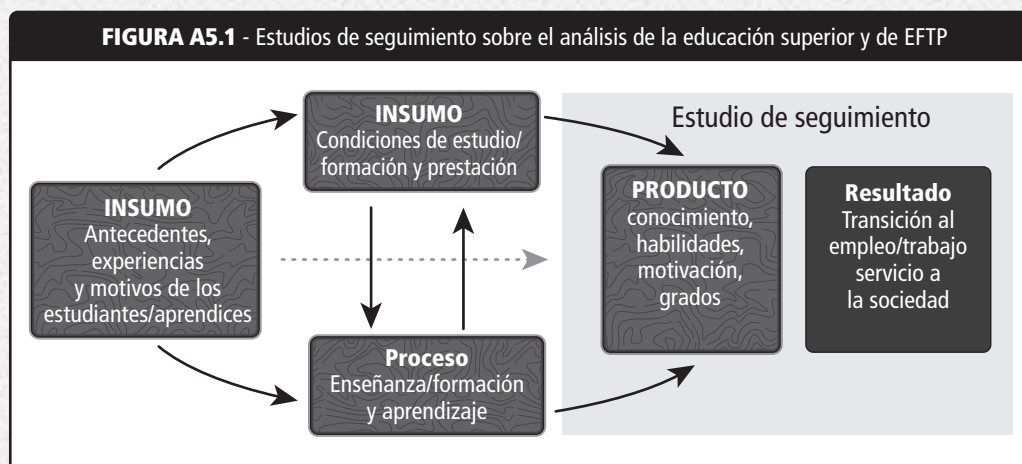 FIGURA A5.1 - Estudios de seguimiento sobre el análisis de la educación superior y de EFTP
INSUMO
Antecedentes,
experiencias
y motivos de los
estudiantes/aprendices
INSUMO
Condiciones de estudio/
formación y prestación
Proceso
Enseñanza/formación
y aprendizaje
Estudio de seguimiento
PRODUCTO
conocimiento,
habilidades,
motivación,
grados
Resultado
Transición al
empleo/trabajo
servicio a
la sociedad